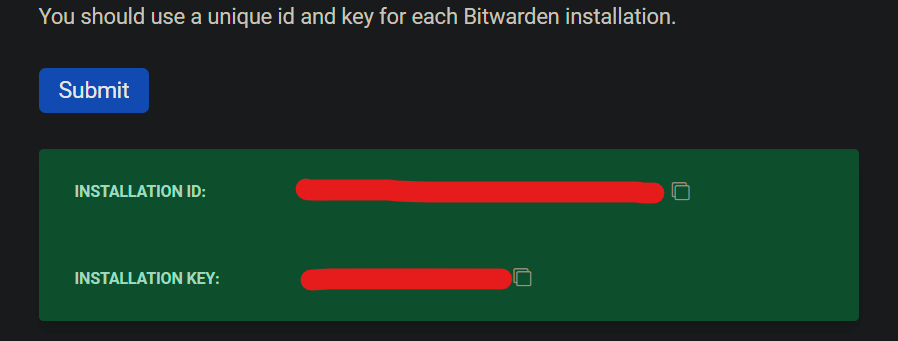 You should use a unique id and key for each Bitwarden installation.
Submit
INSTALLATION ID:
INSTALLATION KEY: